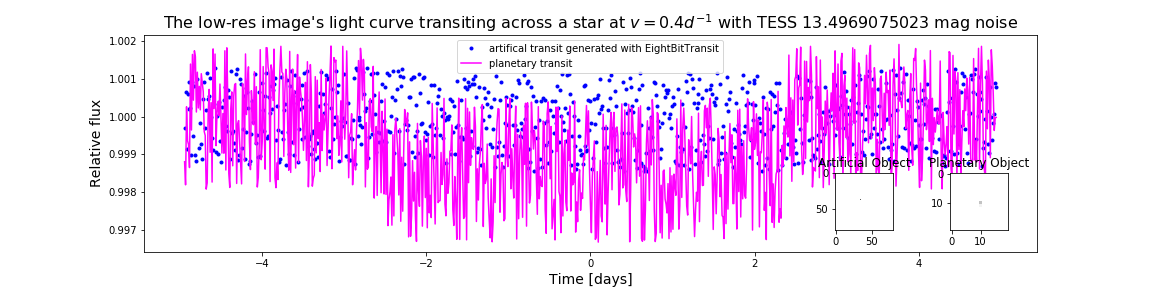 The low-res image's light curve transiting across a star at v = 0.4d⁻¹ with TESS 13.4969075023 mag noise
artifical transit generated with EightBitTransit
planetary transit
Relative flux
1.002
1.001
1.000
0.999
0.998
0.997
Artificial Object
0
50
0 50
Planetary Object
0
10
0 10
−4 −2 0 2 4
Time [days]